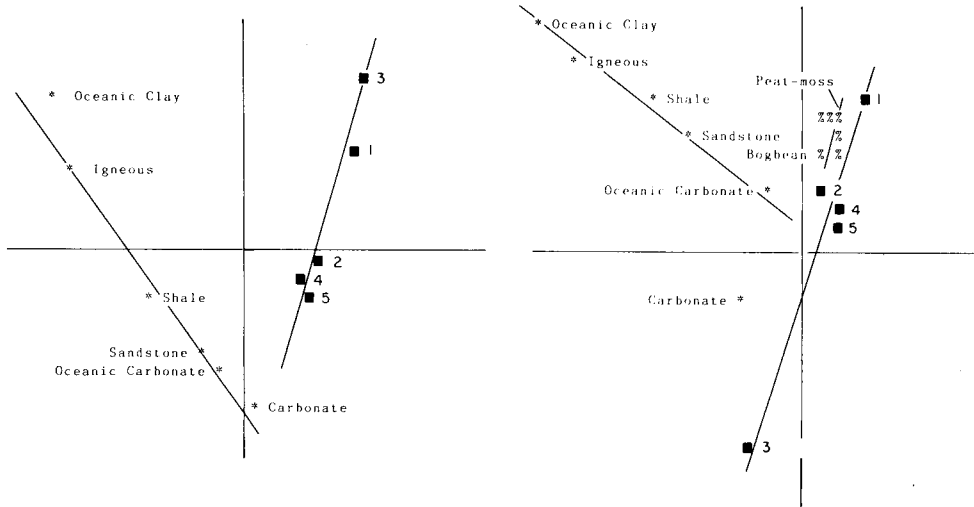 3
* Oceanic Clay
1
* Igneous
2
4
5
* Shale
Sandstone *
Oceanic Carbonate *
* Carbonate
* Oceanic Clay
* Igneous
Peat-moss
* Shale
1
%%%
* Sandstone %
Bogbean % %
Oceanic Carbonate *
2
4
5
Carbonate *
3